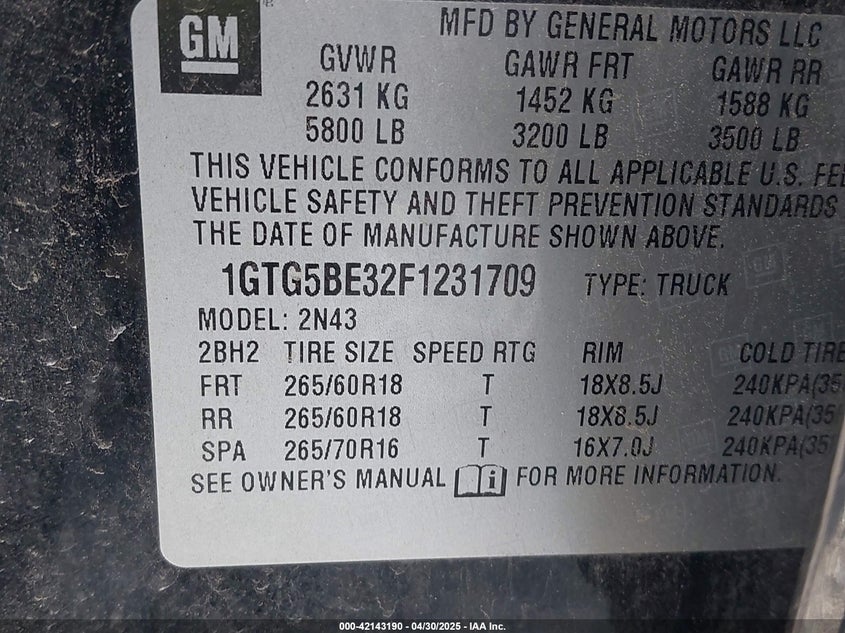 GM
MFD BY GENERAL MOTORS LLC
GVWR GAWR FRT GAWR RR
2631 KG 1452 KG 1588 KG
5800 LB 3200 LB 3500 LB
THIS VEHICLE CONFORMS TO ALL APPLICABLE U.S. FE
VEHICLE SAFETY AND THEFT PREVENTION STANDARDS
THE DATE OF MANUFACTURE SHOWN ABOVE.
1GTG5BE32F1231709 TYPE: TRUCK
MODEL: 2N43
2BH2 TIRE SIZE SPEED RTG RIM COLD TIRE
FRT 265/60R18 T 18X8.5J 240KPA(35
RR 265/60R18 T 18X8.5J 240KPA(35
SPA 265/70R16 T 16X7.0J 240KPA(35
SEE OWNER'S MANUAL i FOR MORE INFORMATION.
000-42143190 - 04/30/2025 - IAA Inc.